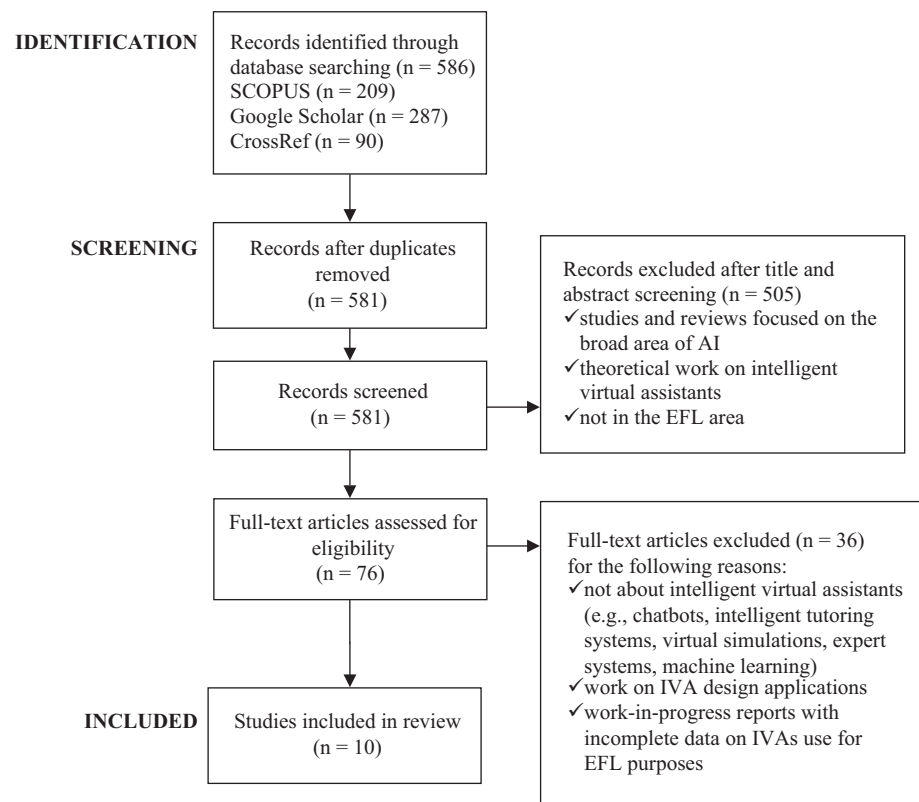 IDENTIFICATION
Records identified through
database searching (n = 586)
SCOPUS (n = 209)
Google Scholar (n = 287)
CrossRef (n = 90)
SCREENING
Records after duplicates
removed
(n = 581)
Records excluded after title and
abstract screening (n = 505)
✓studies and reviews focused on the
broad area of AI
✓theoretical work on intelligent
virtual assistants
✓not in the EFL area
Records screened
(n = 581)
Full-text articles assessed for
eligibility
(n = 76)
Full-text articles excluded (n = 36)
for the following reasons:
✓not about intelligent virtual assistants
(e.g., chatbots, intelligent tutoring
systems, virtual simulations, expert
systems, machine learning)
✓work on IVA design applications
✓work-in-progress reports with
incomplete data on IVAs use for
EFL purposes
INCLUDED
Studies included in review
(n = 10)